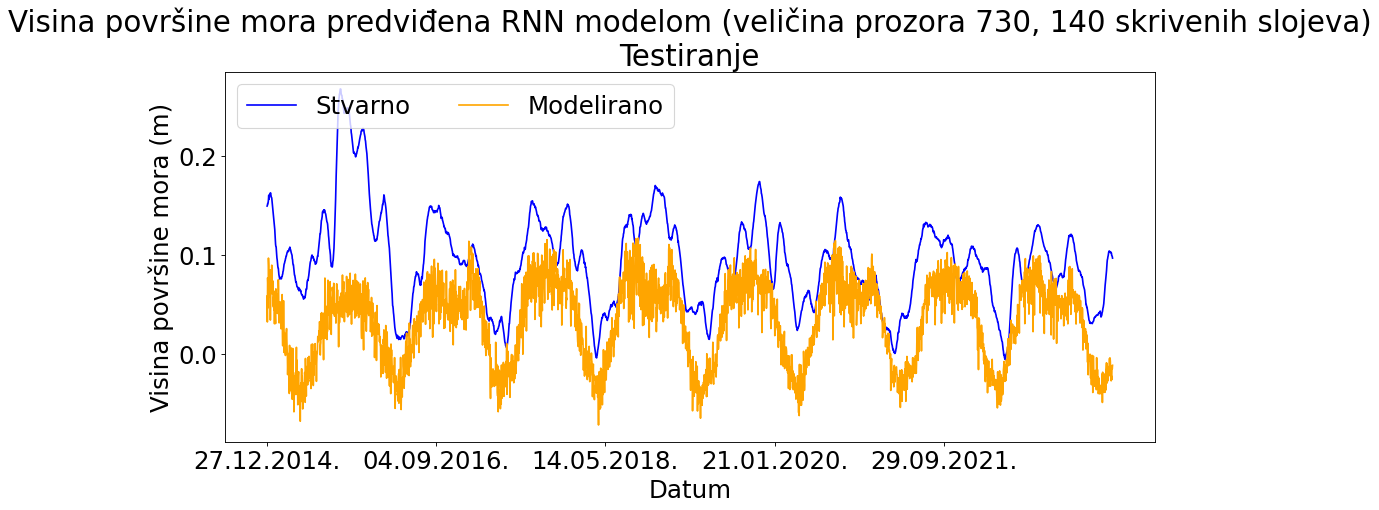 Visina površine mora predviđena RNN modelom (veličina prozora 730, 140 skrivenih slojeva)
Testiranje
Stvarno Modelirano
Visina površine mora (m)
0.2
0.1
0.0
27.12.2014. 04.09.2016. 14.05.2018. 21.01.2020. 29.09.2021.
Datum